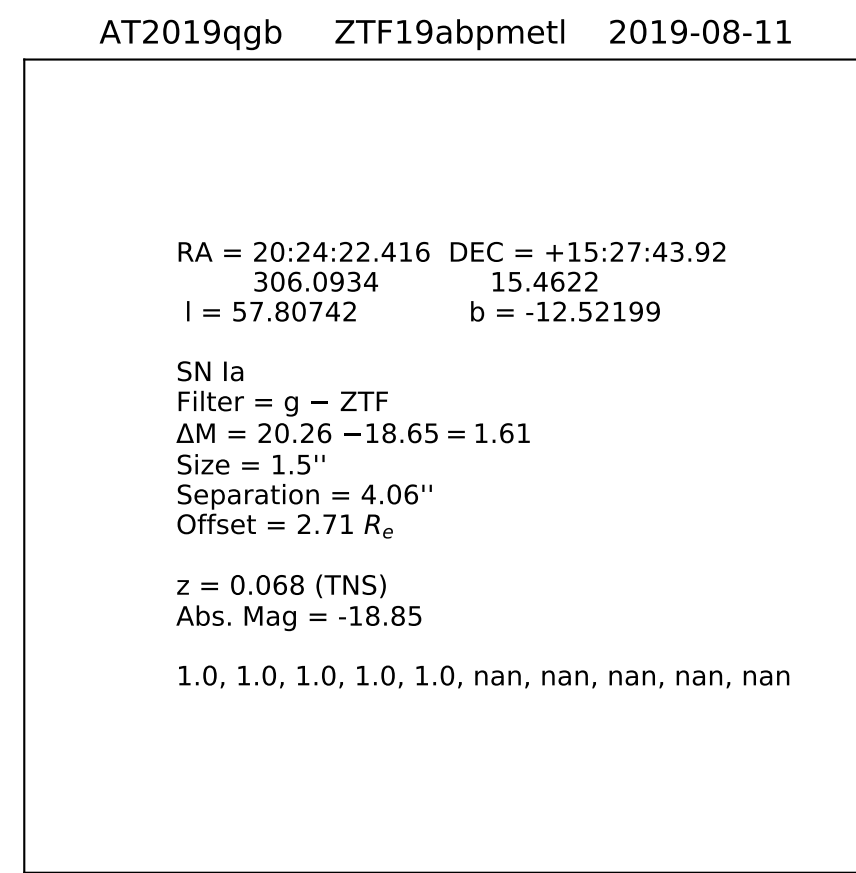 AT2019qgb ZTF19abpmetl 2019-08-11
RA = 20:24:22.416 DEC = +15:27:43.92
306.0934 15.4622
l = 57.80742 b = -12.52199
SN Ia
Filter = g − ZTF
ΔM = 20.26 −18.65 = 1.61
Size = 1.5''
Separation = 4.06''
Offset = 2.71 Rₑ
z = 0.068 (TNS)
Abs. Mag = -18.85
1.0, 1.0, 1.0, 1.0, 1.0, nan, nan, nan, nan, nan